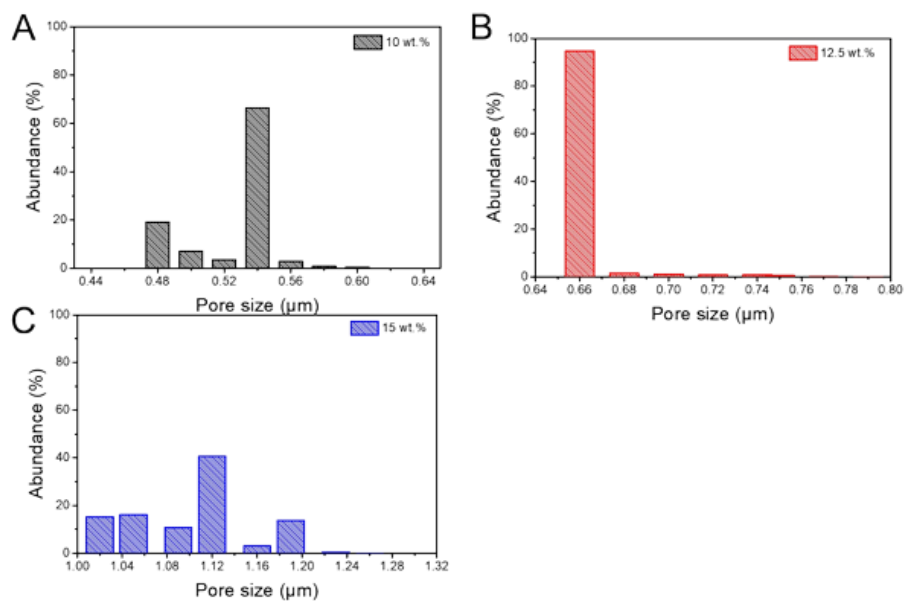 A
10 wt.%
Abundance (%)
100
80
60
40
20
0
0.44 0.48 0.52 0.56 0.60 0.64
Pore size (µm)
B
12.5 wt.%
Abundance (%)
100
80
60
40
20
0
0.64 0.66 0.68 0.70 0.72 0.74 0.76 0.78 0.80
Pore size (µm)
C
15 wt.%
Abundance (%)
100
80
60
40
20
0
1.00 1.04 1.08 1.12 1.16 1.20 1.24 1.28 1.32
Pore size (µm)